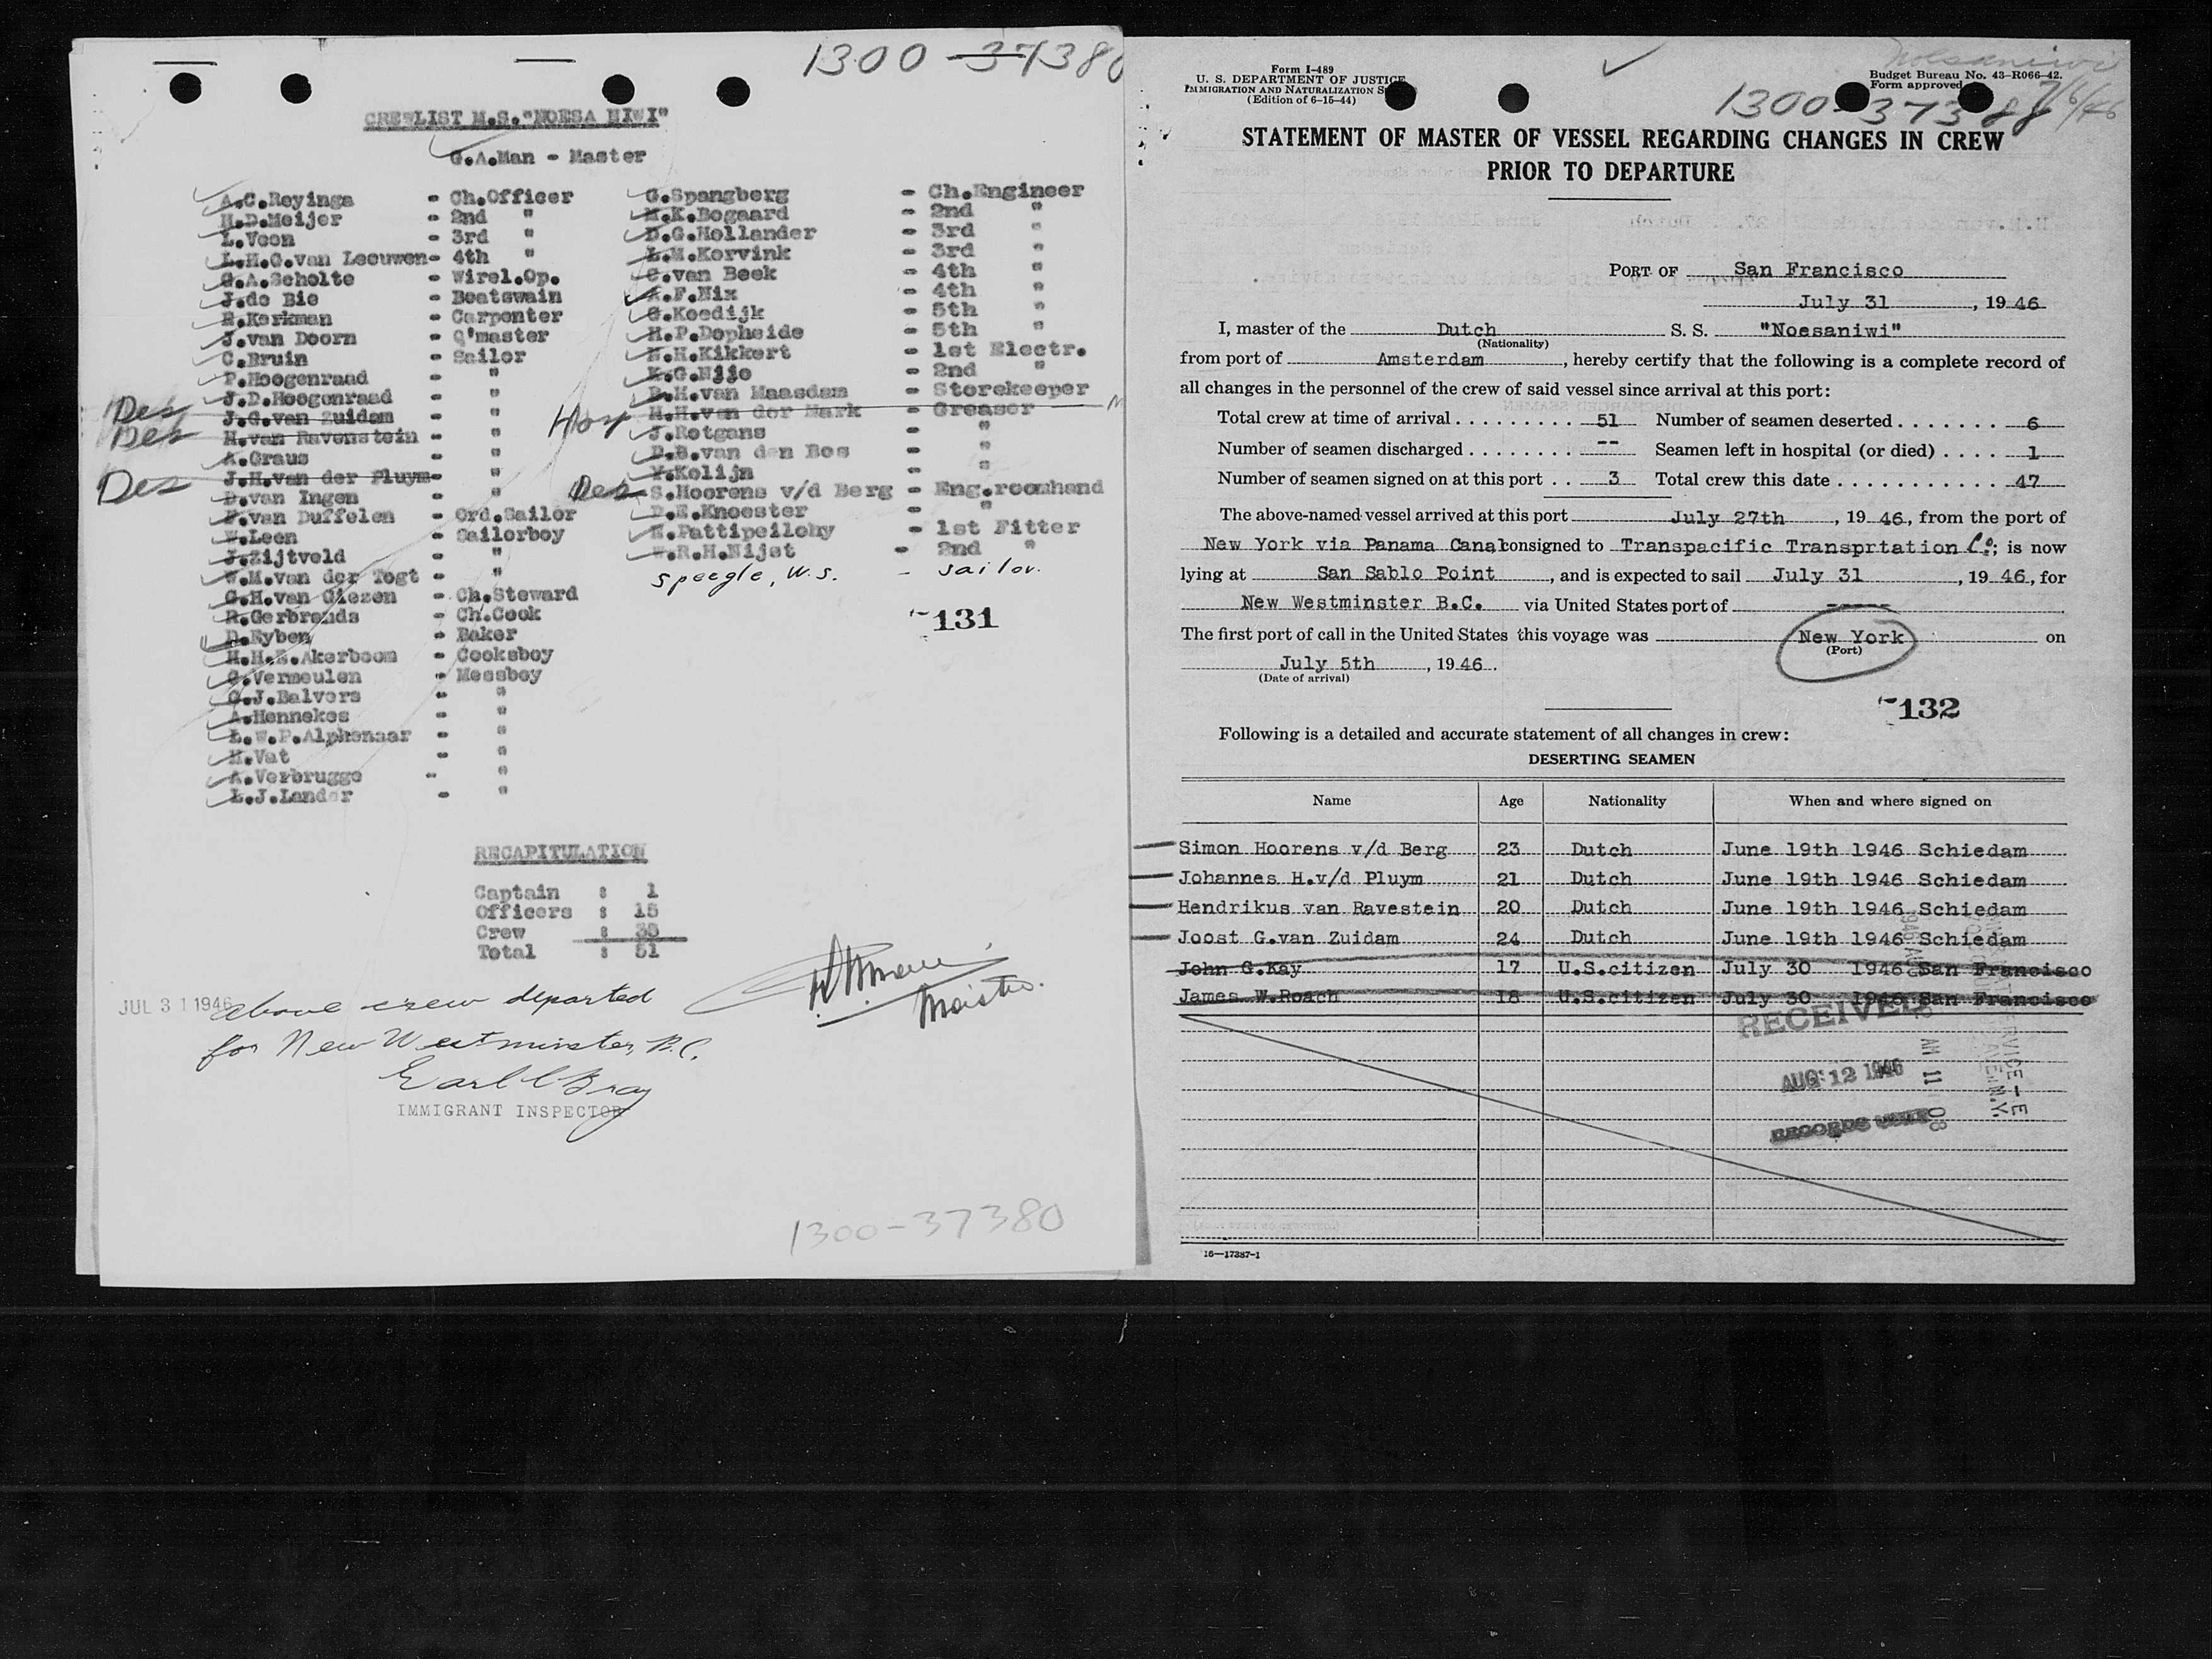 1300-37380
CREWLIST M.S."NOESA NIWI"
G.A.Man - Master
A.C.Reyinga - Ch.Officer
H.D.Meijer - 2nd "
L.Voon - 3rd "
L.H.C.van Leeuwen- 4th "
G.A.Scholte - Wirel.Op.
J.de Bie - Boatswain
R.Kerkman - Carpenter
J.van Doorn - Q'master
C.Bruin - Sailor
P.Hoogenraad - "
J.D.Hoogenraad - "
Des J.G.van Zuidam - "
Des H.van Ravenstein - "
A.Graus - "
Des J.H.van der Pluym- "
D.van Ingen - "
P.van Duffelen - Ord.Sailor
W.Leen - Sailorboy
J.Zijtveld - "
W.M.van der Togt - "
G.H.van Giezen - Ch.Steward
R.Gerbrands - Ch.Cook
D.Ryben - Baker
H.H.E.Akerboom - Cooksboy
G.Vermeulen - Messboy
G.J.Balvers - "
A.Hennekes - "
L.W.P.Alphenaar - "
H.Vat - "
A.Verbrugge - "
L.J.Lander - "
G.Spangberg - Ch.Engineer
M.K.Bogaard - 2nd "
D.G.Hollander - 3rd "
L.M.Korvink - 3rd "
C.van Beek - 4th "
A.F.Nix - 4th "
G.Koedijk - 5th "
H.P.Dopheide - 5th "
N.H.Kikkert - 1st Electr.
K.G.Nijo - 2nd "
D.H.van Maasdam - Storekeeper
Hos H.H.van der Mark - Greaser
J.Rotgans - "
D.B.van den Bos - "
Y.Kolijn - "
Des S.Hoorens v/d Berg - Eng.roomhand
D.E.Knoester - "
N.Pattipeilohy - 1st Fitter
W.R.H.Nijst - 2nd "
Speegle, W.S. - Sailor.
131
RECAPITULATION
Captain : 1
Officers : 15
Crew : 35
Total : 51
Master.
JUL 31 1946 above crew departed
for New Westminster, B.C.
Earl C Bray
IMMIGRANT INSPECTOR
1300-37380
Form I-489
U. S. DEPARTMENT OF JUSTICE
IMMIGRATION AND NATURALIZATION S
(Edition of 6-15-44)
Noesaniwi
Budget Bureau No. 43-R066-42.
Form approved
7/6/46
1300-37388
STATEMENT OF MASTER OF VESSEL REGARDING CHANGES IN CREW
PRIOR TO DEPARTURE
PORT OF San Francisco
July 31, 1946
I, master of the Dutch S. S. "Noesaniwi"
(Nationality)
from port of Amsterdam, hereby certify that the following is a complete record of
all changes in the personnel of the crew of said vessel since arrival at this port:
Total crew at time of arrival . . . . . . . . . 51 Number of seamen deserted . . . . . . . 6
Number of seamen discharged . . . . . . . . -- Seamen left in hospital (or died) . . . . 1
Number of seamen signed on at this port . . 3 Total crew this date . . . . . . . . . . . 47
The above-named vessel arrived at this port July 27th, 1946, from the port of
New York via Panama Canal consigned to Transpacific Transprtation Co; is now
lying at San Sablo Point, and is expected to sail July 31, 1946, for
New Westminster B.C. via United States port of -----
The first port of call in the United States this voyage was New York on
(Port)
July 5th, 1946.
(Date of arrival)
132
Following is a detailed and accurate statement of all changes in crew:
DESERTING SEAMEN
Name Age Nationality When and where signed on
Simon Hoorens v/d Berg 23 Dutch June 19th 1946 Schiedam
Johannes H.v/d Pluym 21 Dutch June 19th 1946 Schiedam
Hendrikus van Ravestein 20 Dutch June 19th 1946 Schiedam
Joost G.van Zuidam 24 Dutch June 19th 1946 Schiedam
John G.Kay 17 U.S.citizen July 30 1946 San Francisco
James W.Roach 18 U.S.citizen July 30 1946 San Francisco
RECEIVED
AUG 12 1946
RECORDS UNIT
AM 11 08
16—17287-1